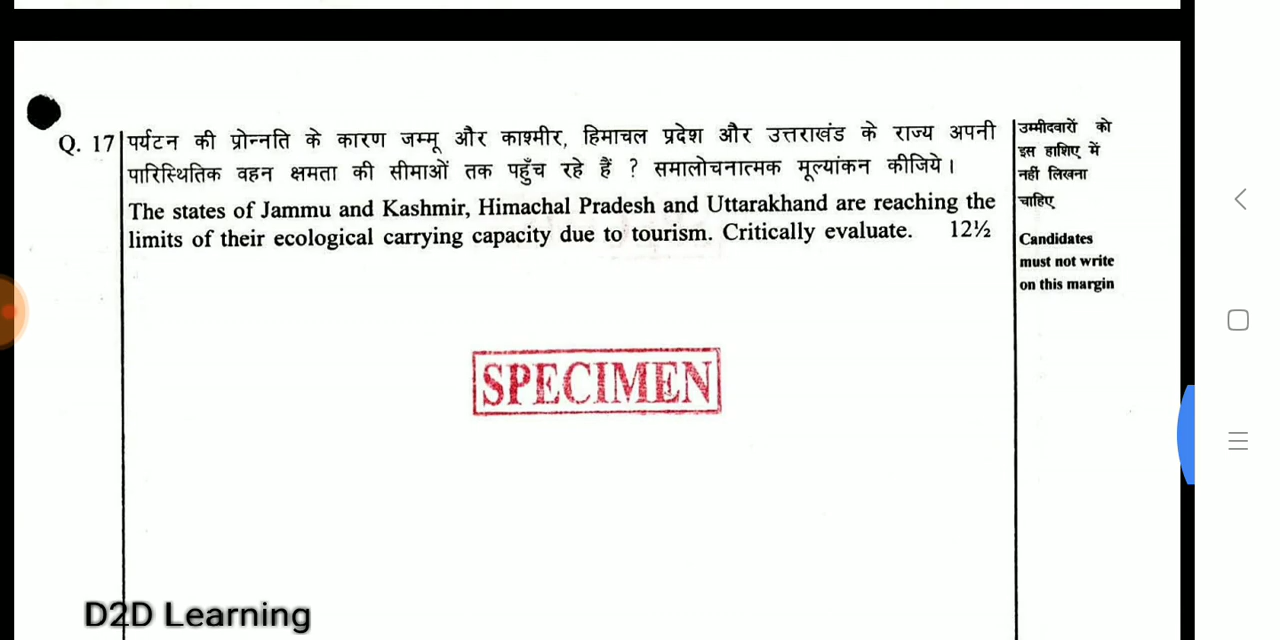 Q. 17 पर्यटन की प्रोन्नति के कारण जम्मू और काश्मीर, हिमाचल प्रदेश और उत्तराखंड के राज्य अपनी
पारिस्थितिक वहन क्षमता की सीमाओं तक पहुँच रहे हैं ? समालोचनात्मक मूल्यांकन कीजिये।
The states of Jammu and Kashmir, Himachal Pradesh and Uttarakhand are reaching the
limits of their ecological carrying capacity due to tourism. Critically evaluate. 12½
उम्मीदवारों को
इस हाशिए में
नहीं लिखना
चाहिए
Candidates
must not write
on this margin
SPECIMEN
D2D Learning